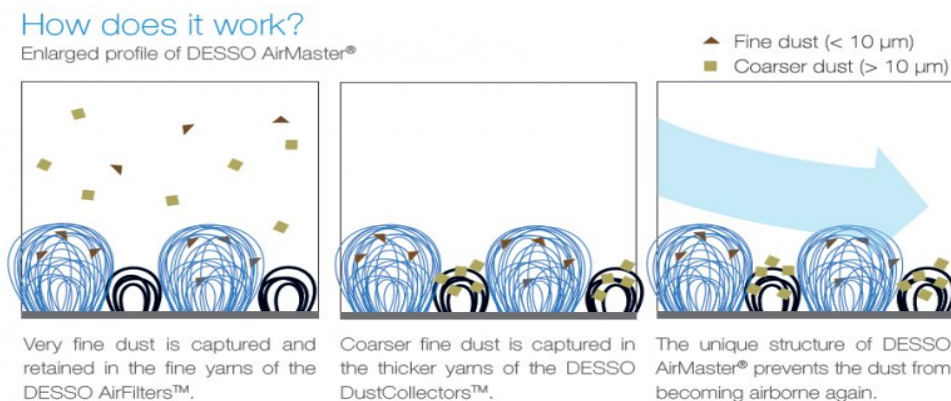 How does it work?
Enlarged profile of DESSO AirMaster®
Fine dust (< 10 µm)
Coarser dust (> 10 µm)
Very fine dust is captured and
retained in the fine yarns of the
DESSO AirFilters™.
Coarser fine dust is captured in
the thicker yarns of the DESSO
DustCollectors™.
The unique structure of DESSO
AirMaster® prevents the dust from
becoming airborne again.